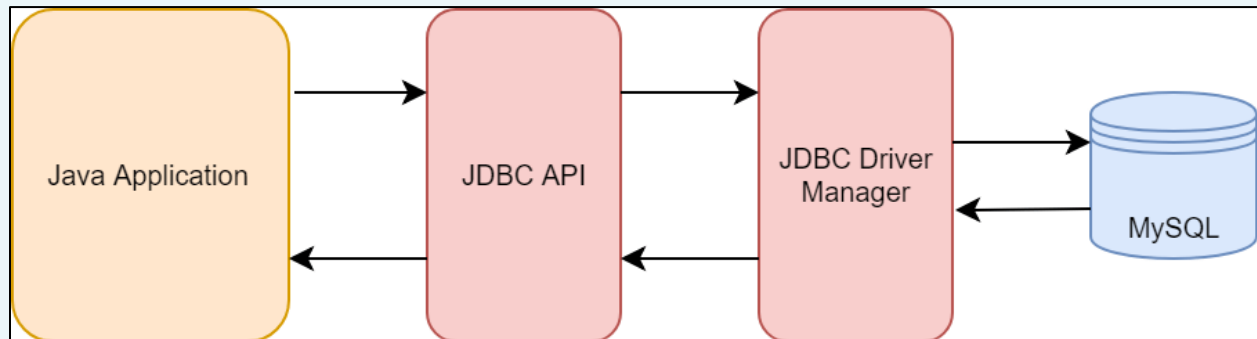 Java Application
JDBC API
JDBC Driver
Manager
MySQL